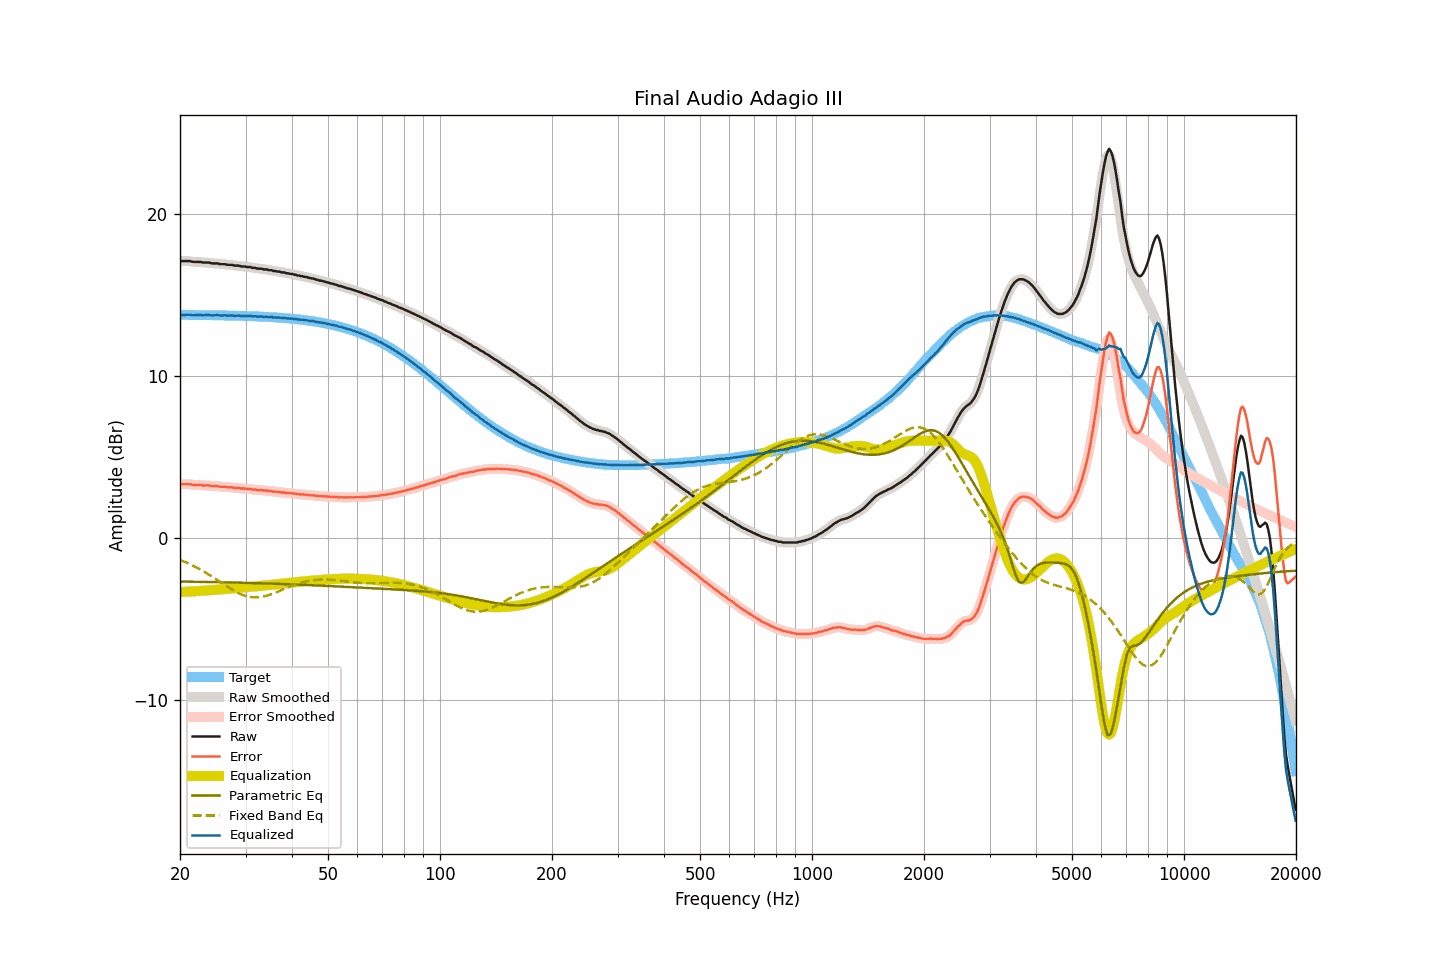 Final Audio Adagio III
Amplitude (dBr)
20
10
0
−10
Target
Raw Smoothed
Error Smoothed
Raw
Error
Equalization
Parametric Eq
Fixed Band Eq
Equalized
20 50 100 200 500 1000 2000 5000 10000 20000
Frequency (Hz)